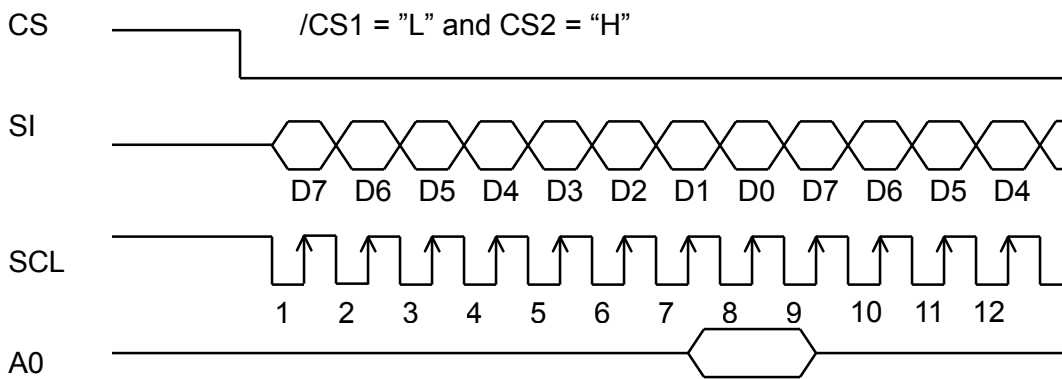 CS
/CS1 = ”L” and CS2 = “H”
SI
D7 D6 D5 D4 D3 D2 D1 D0 D7 D6 D5 D4
SCL
1 2 3 4 5 6 7 8 9 10 11 12
A0